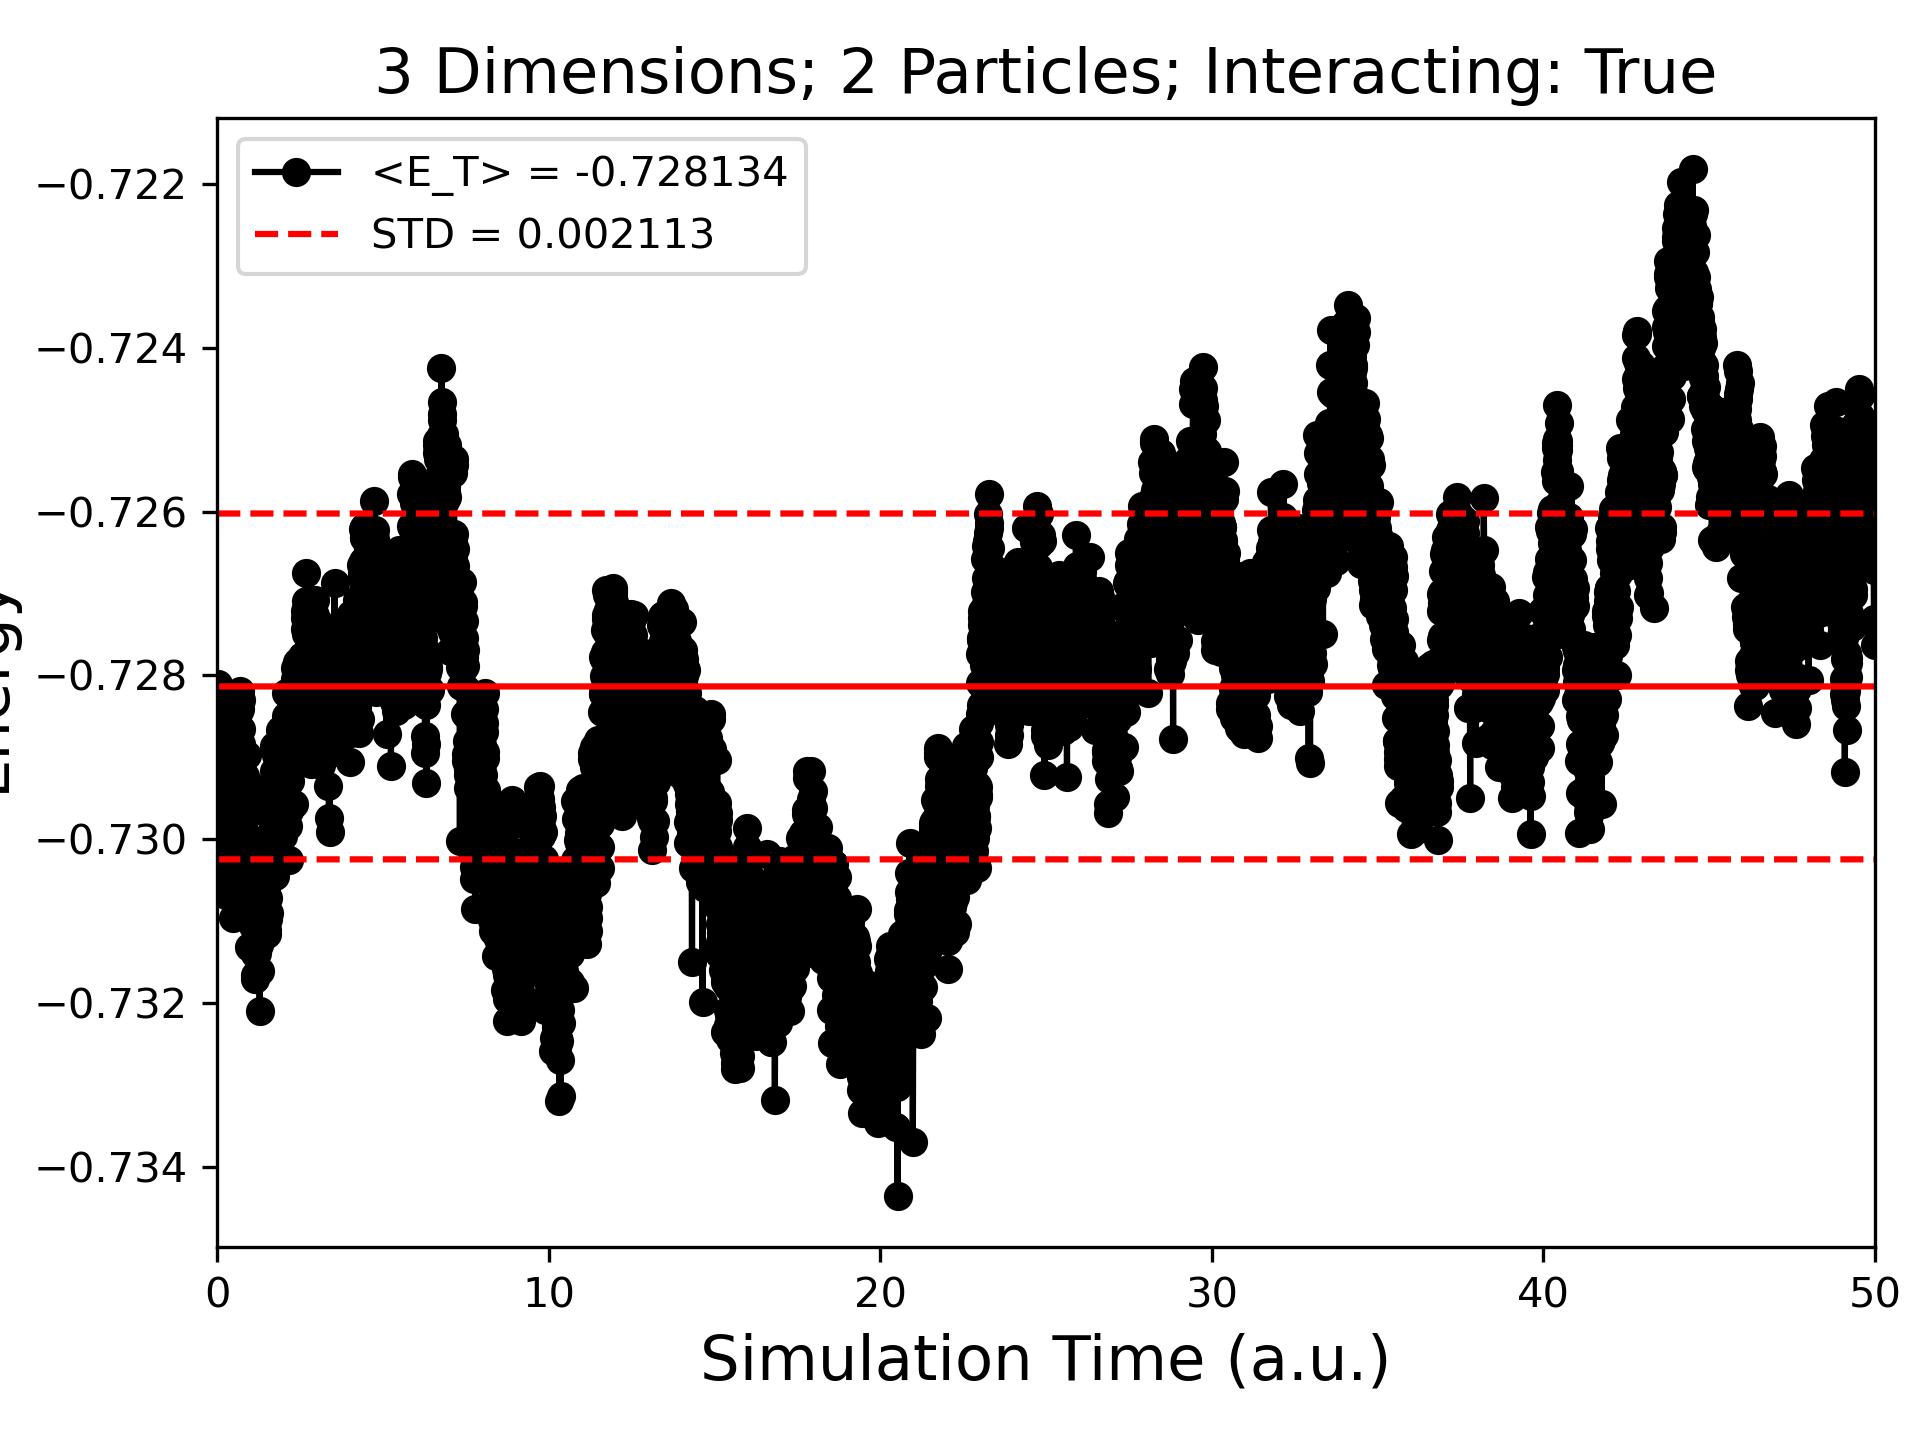 3 Dimensions; 2 Particles; Interacting: True
<E_T> = -0.728134
STD = 0.002113
−0.722
−0.724
−0.726
−0.728
−0.730
−0.732
−0.734
Energy
0 10 20 30 40 50
Simulation Time (a.u.)